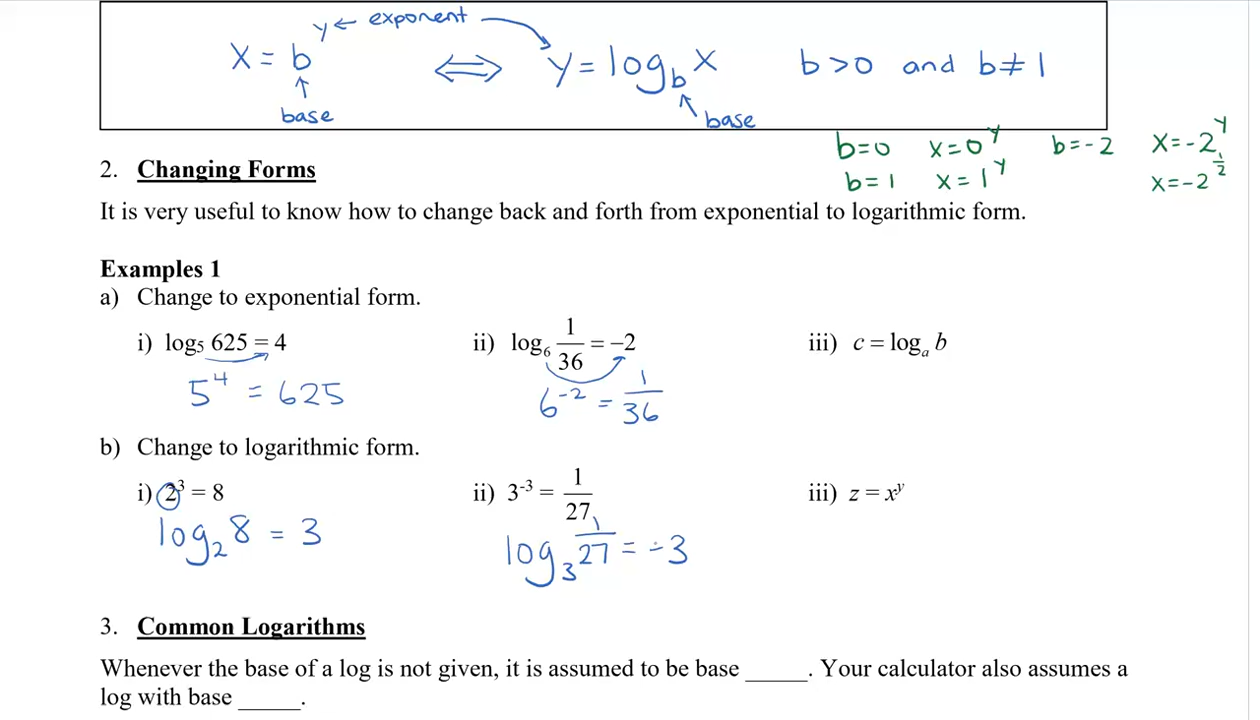 y ← exponent
x = b ⟺ y = log_b x b > 0 and b ≠ 1
↑ base ↖ base
b = 0 x = 0^y b = -2 x = -2^y
b = 1 x = 1^y x = -2^(1/2)
2. Changing Forms
It is very useful to know how to change back and forth from exponential to logarithmic form.
Examples 1
a) Change to exponential form.
i) log₅ 625 = 4 ii) log₆ 1/36 = –2 iii) c = logₐ b
5⁴ = 625 6⁻² = 1/36
b) Change to logarithmic form.
i) 2³ = 8 ii) 3⁻³ = 1/27 iii) z = x^y
log₂ 8 = 3 log₃ 1/27 = -3
3. Common Logarithms
Whenever the base of a log is not given, it is assumed to be base _____. Your calculator also assumes a
log with base _____.